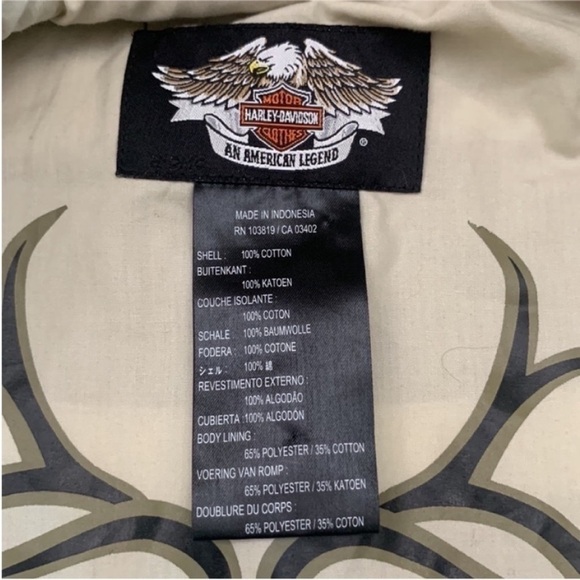 MOTOR
HARLEY-DAVIDSON
CLOTHES
AN AMERICAN LEGEND ®
MADE IN INDONESIA
RN 103819 / CA 03402
SHELL : 100% COTTON
BUITENKANT :
100% KATOEN
COUCHE ISOLANTE :
100% COTON
SCHALE : 100% BAUMWOLLE
FODERA : 100% COTONE
シェル : 100% 綿
REVESTIMENTO EXTERNO :
100% ALGODÃO
CUBIERTA :100% ALGODÓN
BODY LINING :
65% POLYESTER / 35% COTTON
VOERING VAN ROMP :
65% POLYESTER / 35% KATOEN
DOUBLURE DU CORPS :
65% POLYESTER / 35% COTON